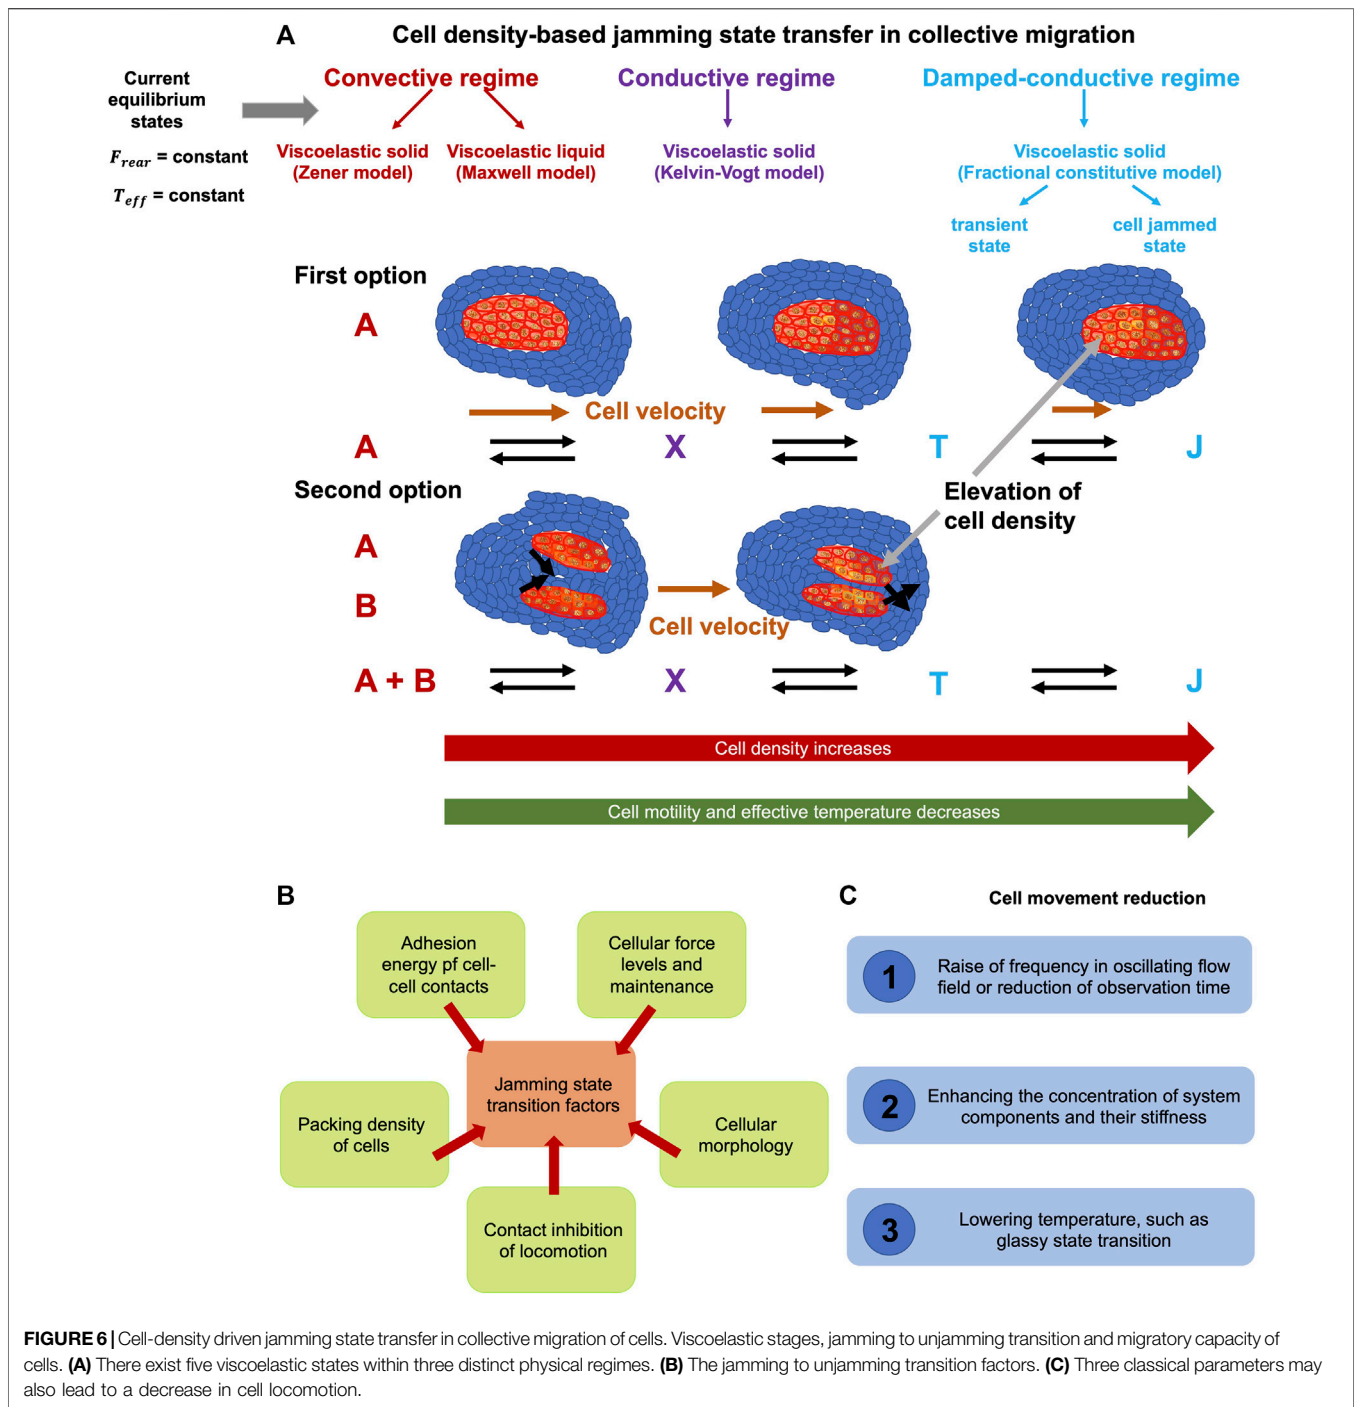 A
Cell density-based jamming state transfer in collective migration
Current
equilibrium
states
F_rear = constant
T_eff = constant
Convective regime
Viscoelastic solid
(Zener model)
Viscoelastic liquid
(Maxwell model)
Conductive regime
Viscoelastic solid
(Kelvin-Vogt model)
Damped-conductive regime
Viscoelastic solid
(Fractional constitutive model)
transient
state
cell jammed
state
First option
A
Cell velocity
A
X
T
J
Second option
Elevation of
cell density
A
B
Cell velocity
A + B
X
T
J
Cell density increases
Cell motility and effective temperature decreases
B
Adhesion
energy pf cell-
cell contacts
Cellular force
levels and
maintenance
Jamming state
transition factors
Packing density
of cells
Cellular
morphology
Contact inhibition
of locomotion
C
Cell movement reduction
1
Raise of frequency in oscillating flow
field or reduction of observation time
2
Enhancing the concentration of system
components and their stiffness
3
Lowering temperature, such as
glassy state transition
FIGURE 6 | Cell-density driven jamming state transfer in collective migration of cells. Viscoelastic stages, jamming to unjamming transition and migratory capacity of
cells. (A) There exist five viscoelastic states within three distinct physical regimes. (B) The jamming to unjamming transition factors. (C) Three classical parameters may
also lead to a decrease in cell locomotion.